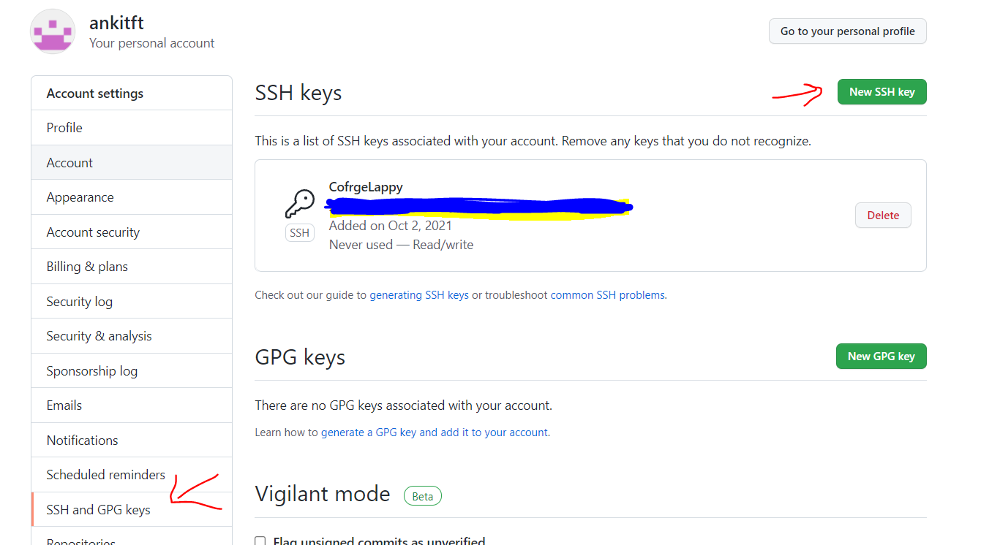 ankitft
Your personal account
Go to your personal profile
Account settings
Profile
Account
Appearance
Account security
Billing & plans
Security log
Security & analysis
Sponsorship log
Emails
Notifications
Scheduled reminders
SSH and GPG keys
Repositories
SSH keys
New SSH key
This is a list of SSH keys associated with your account. Remove any keys that you do not recognize.
CofrgeLappy
SSH
Added on Oct 2, 2021
Never used — Read/write
Delete
Check out our guide to generating SSH keys or troubleshoot common SSH problems.
GPG keys
New GPG key
There are no GPG keys associated with your account.
Learn how to generate a GPG key and add it to your account.
Vigilant mode
Beta
Flag unsigned commits as unverified